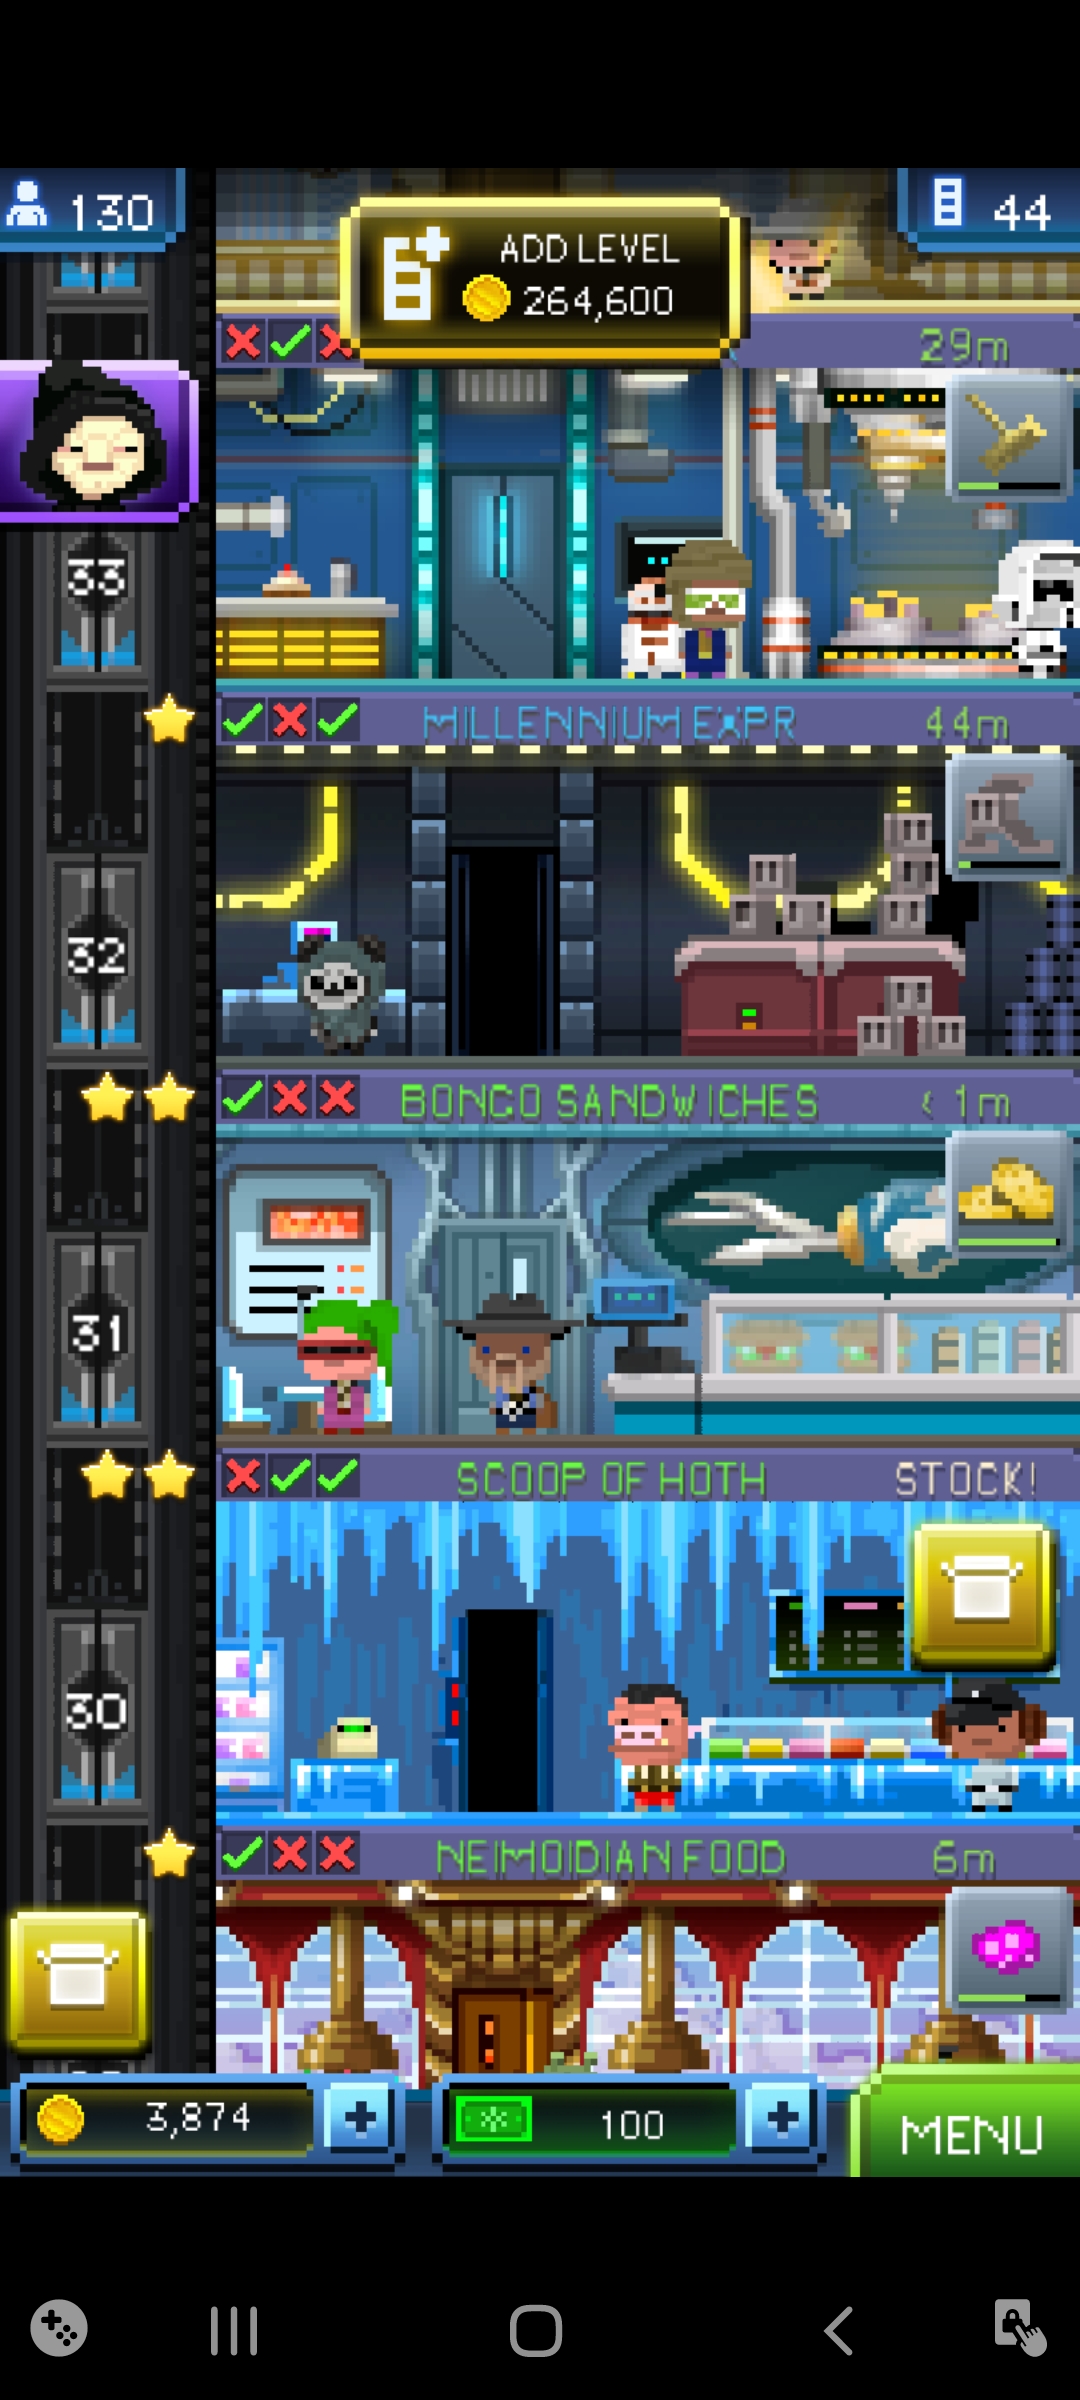 130
44
ADD LEVEL
264,600
29m
33
MILLENNIUM EXPR
44m
32
BONGO SANDWICHES
< 1m
31
SCOOP OF HOTH
STOCK!
30
NEIMOIDIAN FOOD
6m
3,874
100
MENU